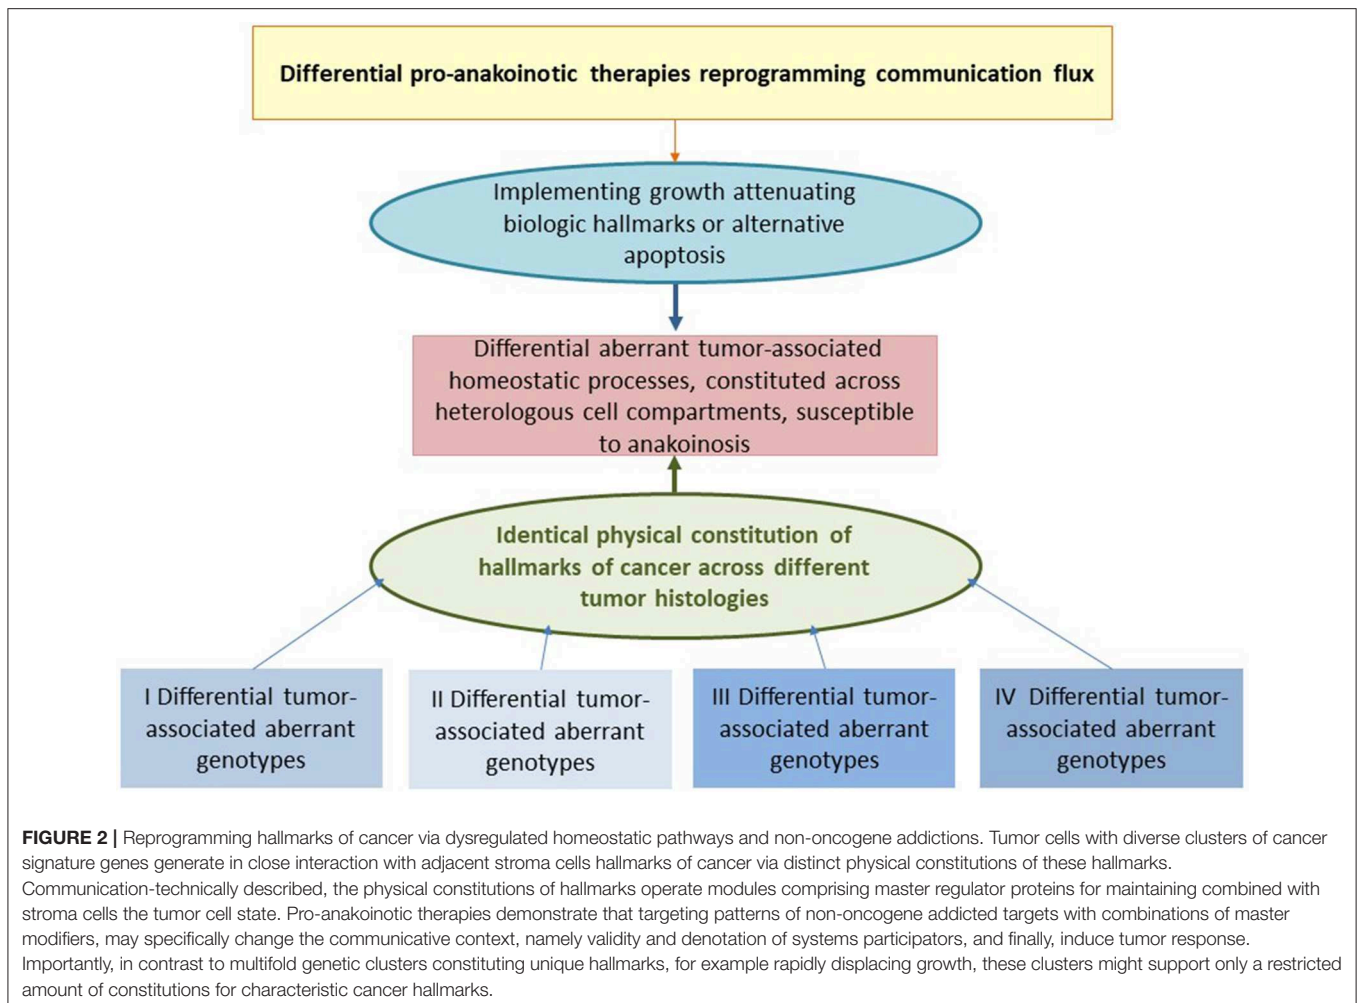 Differential pro-anakoinotic therapies reprogramming communication flux
Implementing growth attenuating
biologic hallmarks or alternative
apoptosis
Differential aberrant tumor-associated
homeostatic processes, constituted across
heterologous cell compartments, susceptible
to anakoinosis
Identical physical constitution of
hallmarks of cancer across different
tumor histologies
I Differential tumor-
associated aberrant
genotypes
II Differential tumor-
associated aberrant
genotypes
III Differential tumor-
associated aberrant
genotypes
IV Differential tumor-
associated aberrant
genotypes
FIGURE 2 | Reprogramming hallmarks of cancer via dysregulated homeostatic pathways and non-oncogene addictions. Tumor cells with diverse clusters of cancer
signature genes generate in close interaction with adjacent stroma cells hallmarks of cancer via distinct physical constitutions of these hallmarks.
Communication-technically described, the physical constitutions of hallmarks operate modules comprising master regulator proteins for maintaining combined with
stroma cells the tumor cell state. Pro-anakoinotic therapies demonstrate that targeting patterns of non-oncogene addicted targets with combinations of master
modifiers, may specifically change the communicative context, namely validity and denotation of systems participators, and finally, induce tumor response.
Importantly, in contrast to multifold genetic clusters constituting unique hallmarks, for example rapidly displacing growth, these clusters might support only a restricted
amount of constitutions for characteristic cancer hallmarks.